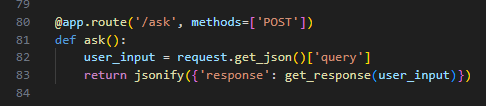 79
80 @app.route('/ask', methods=['POST'])
81 def ask():
82     user_input = request.get_json()['query']
83     return jsonify({'response': get_response(user_input)})
84